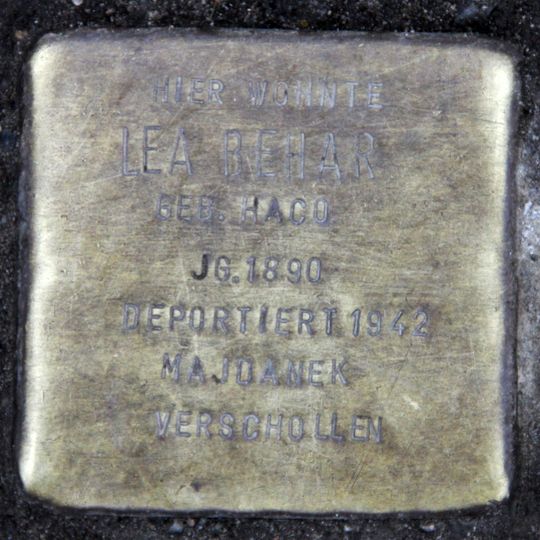 HIER WOHNTE
LEA BEHAR
GEB. HACO
JG. 1890
DEPORTIERT 1942
MAJDANEK
VERSCHOLLEN